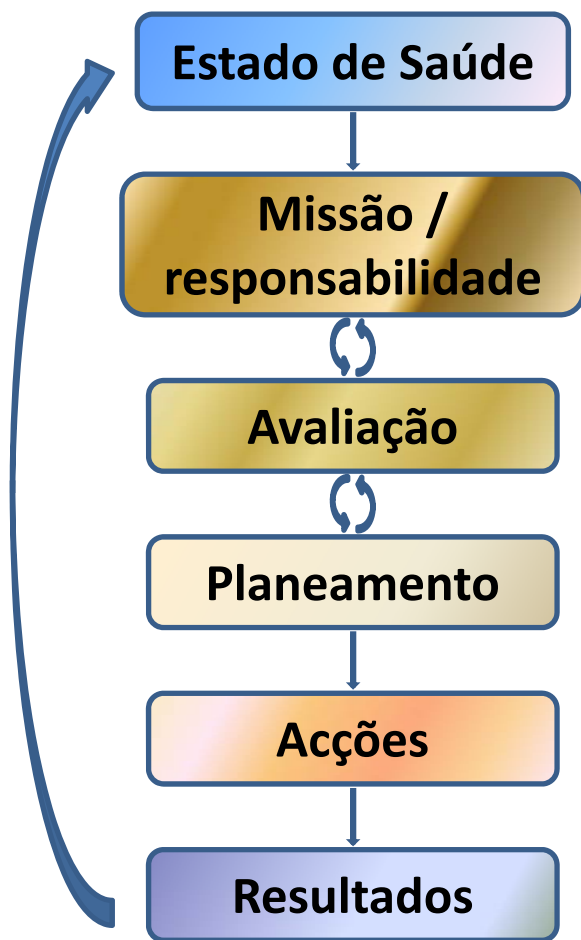 Estado de Saúde
Missão /
responsabilidade
Avaliação
Planeamento
Acções
Resultados